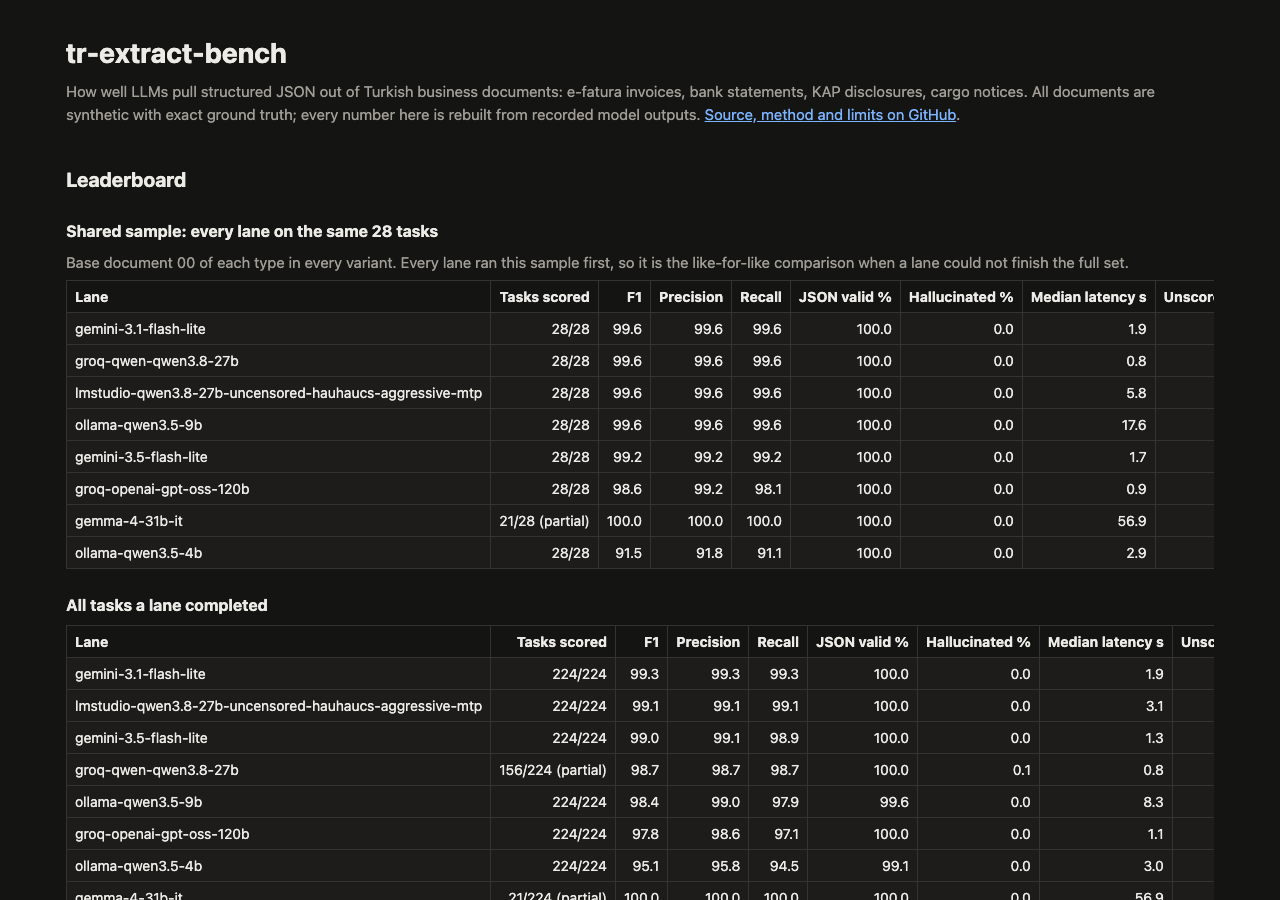 tr-extract-bench
How well LLMs pull structured JSON out of Turkish business documents: e-fatura invoices, bank statements, KAP disclosures, cargo notices. All documents are
synthetic with exact ground truth; every number here is rebuilt from recorded model outputs. Source, method and limits on GitHub.
Leaderboard
Shared sample: every lane on the same 28 tasks
Base document 00 of each type in every variant. Every lane ran this sample first, so it is the like-for-like comparison when a lane could not finish the full set.
Lane Tasks scored F1 Precision Recall JSON valid % Hallucinated % Median latency s Unscor
gemini-3.1-flash-lite 28/28 99.6 99.6 99.6 100.0 0.0 1.9
groq-qwen-qwen3.8-27b 28/28 99.6 99.6 99.6 100.0 0.0 0.8
lmstudio-qwen3.8-27b-uncensored-hauhaucs-aggressive-mtp 28/28 99.6 99.6 99.6 100.0 0.0 5.8
ollama-qwen3.5-9b 28/28 99.6 99.6 99.6 100.0 0.0 17.6
gemini-3.5-flash-lite 28/28 99.2 99.2 99.2 100.0 0.0 1.7
groq-openai-gpt-oss-120b 28/28 98.6 99.2 98.1 100.0 0.0 0.9
gemma-4-31b-it 21/28 (partial) 100.0 100.0 100.0 100.0 0.0 56.9
ollama-qwen3.5-4b 28/28 91.5 91.8 91.1 100.0 0.0 2.9
All tasks a lane completed
Lane Tasks scored F1 Precision Recall JSON valid % Hallucinated % Median latency s Unsc
gemini-3.1-flash-lite 224/224 99.3 99.3 99.3 100.0 0.0 1.9
lmstudio-qwen3.8-27b-uncensored-hauhaucs-aggressive-mtp 224/224 99.1 99.1 99.1 100.0 0.0 3.1
gemini-3.5-flash-lite 224/224 99.0 99.1 98.9 100.0 0.0 1.3
groq-qwen-qwen3.8-27b 156/224 (partial) 98.7 98.7 98.7 100.0 0.1 0.8
ollama-qwen3.5-9b 224/224 98.4 99.0 97.9 99.6 0.0 8.3
groq-openai-gpt-oss-120b 224/224 97.8 98.6 97.1 100.0 0.0 1.1
ollama-qwen3.5-4b 224/224 95.1 95.8 94.5 99.1 0.0 3.0
gemma-4-31b-it 21/224 (partial) 100.0 100.0 100.0 100.0 0.0 56.9